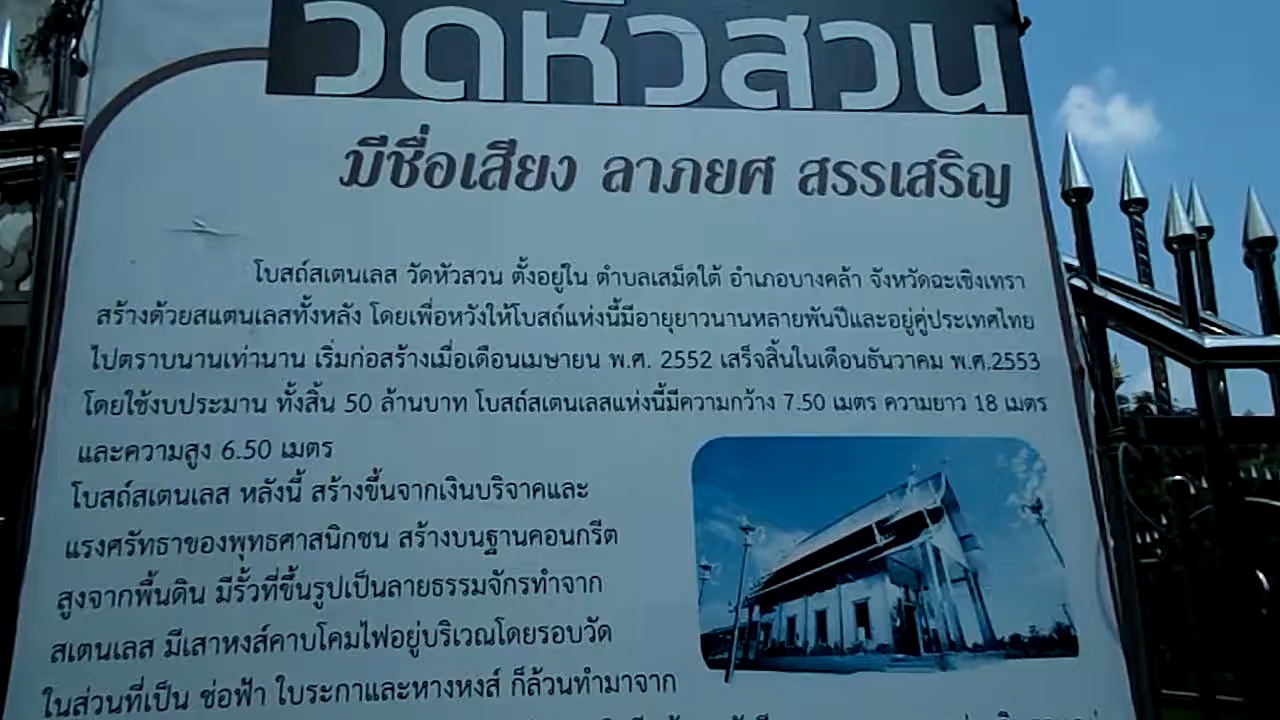 วัดหัวสวน
มีชื่อเสียง ลาภยศ สรรเสริญ
โบสถ์สเตนเลส วัดหัวสวน ตั้งอยู่ใน ตำบลเสม็ดใต้ อำเภอบางคล้า จังหวัดฉะเชิงเทรา
สร้างด้วยสแตนเลสทั้งหลัง โดยเพื่อหวังให้โบสถ์แห่งนี้มีอายุยาวนานหลายพันปีและอยู่คู่ประเทศไทย
ไปตราบนานเท่านาน เริ่มก่อสร้างเมื่อเดือนเมษายน พ.ศ. 2552 เสร็จสิ้นในเดือนธันวาคม พ.ศ.2553
โดยใช้งบประมาน ทั้งสิ้น 50 ล้านบาท โบสถ์สเตนเลสแห่งนี้มีความกว้าง 7.50 เมตร ความยาว 18 เมตร
และความสูง 6.50 เมตร
โบสถ์สเตนเลส หลังนี้ สร้างขึ้นจากเงินบริจาคและ
แรงศรัทธาของพุทธศาสนิกชน สร้างบนฐานคอนกรีต
สูงจากพื้นดิน มีรั้วที่ขึ้นรูปเป็นลายธรรมจักรทำจาก
สเตนเลส มีเสาหงส์คาบโคมไฟอยู่บริเวณโดยรอบวัด
ในส่วนที่เป็น ช่อฟ้า ใบระกาและหางหงส์ ก็ล้วนทำมาจาก